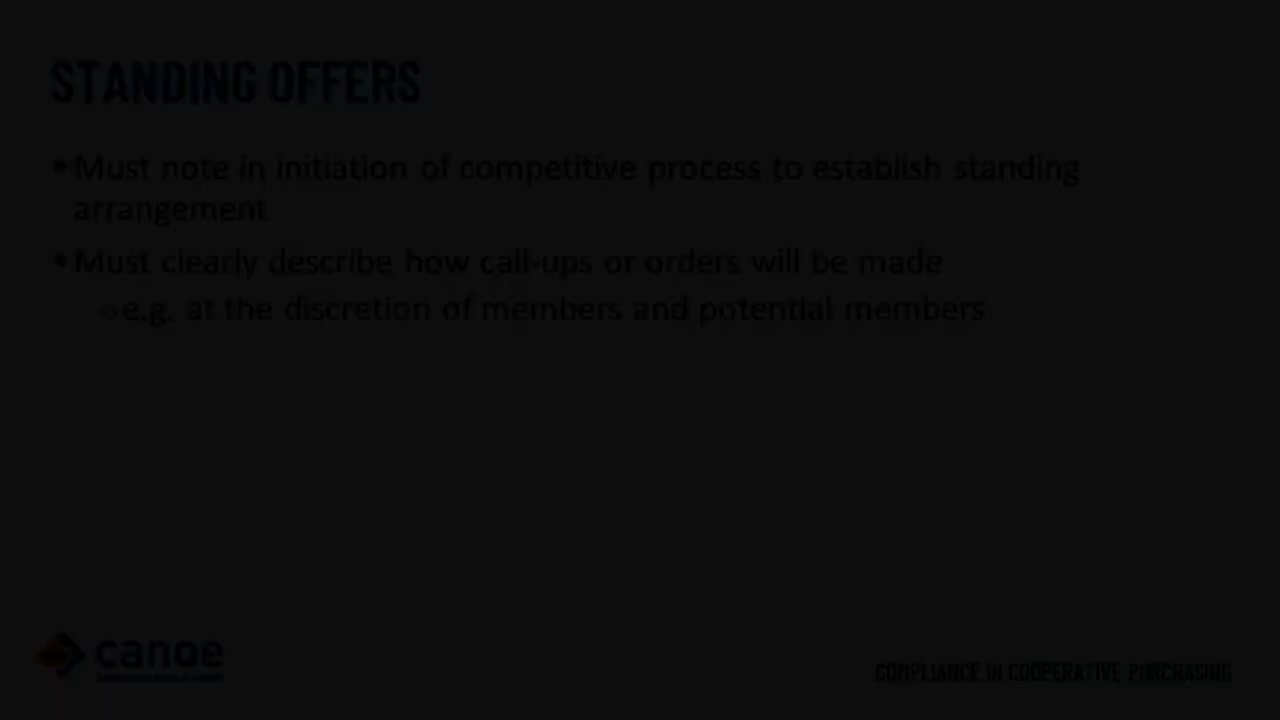 STANDING OFFERS
•Must note in initiation of competitive process to establish standing
arrangement
•Must clearly describe how call-ups or orders will be made
○e.g. at the discretion of members and potential members
canoe
COMPLIANCE IN COOPERATIVE PURCHASING